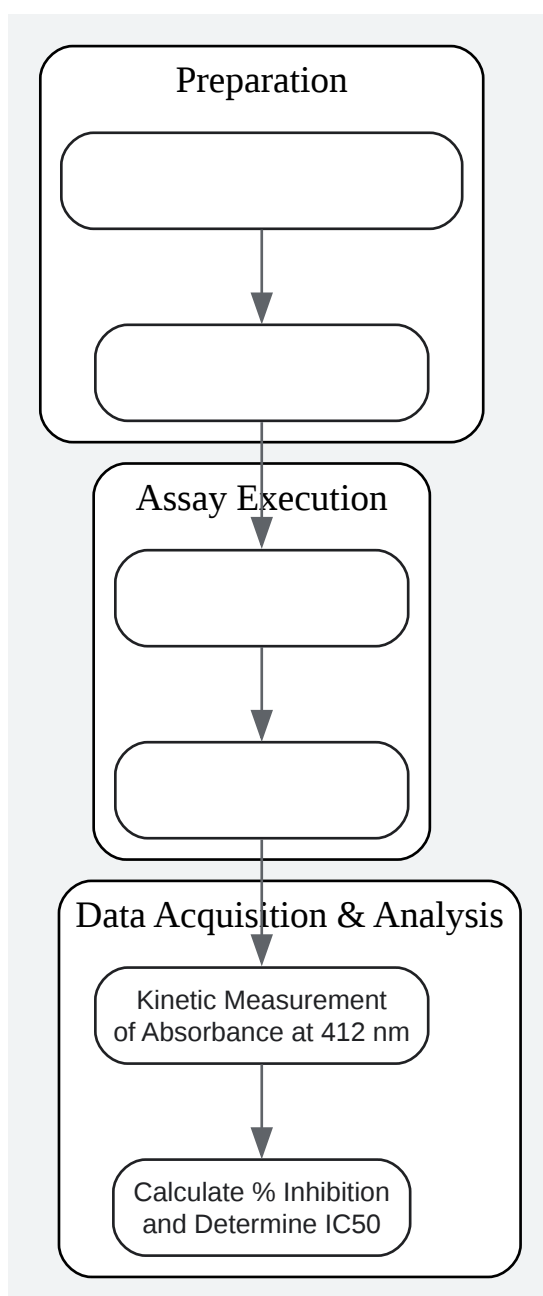 Preparation
Assay Execution
Data Acquisition & Analysis
Kinetic Measurement
of Absorbance at 412 nm
Calculate % Inhibition
and Determine IC50